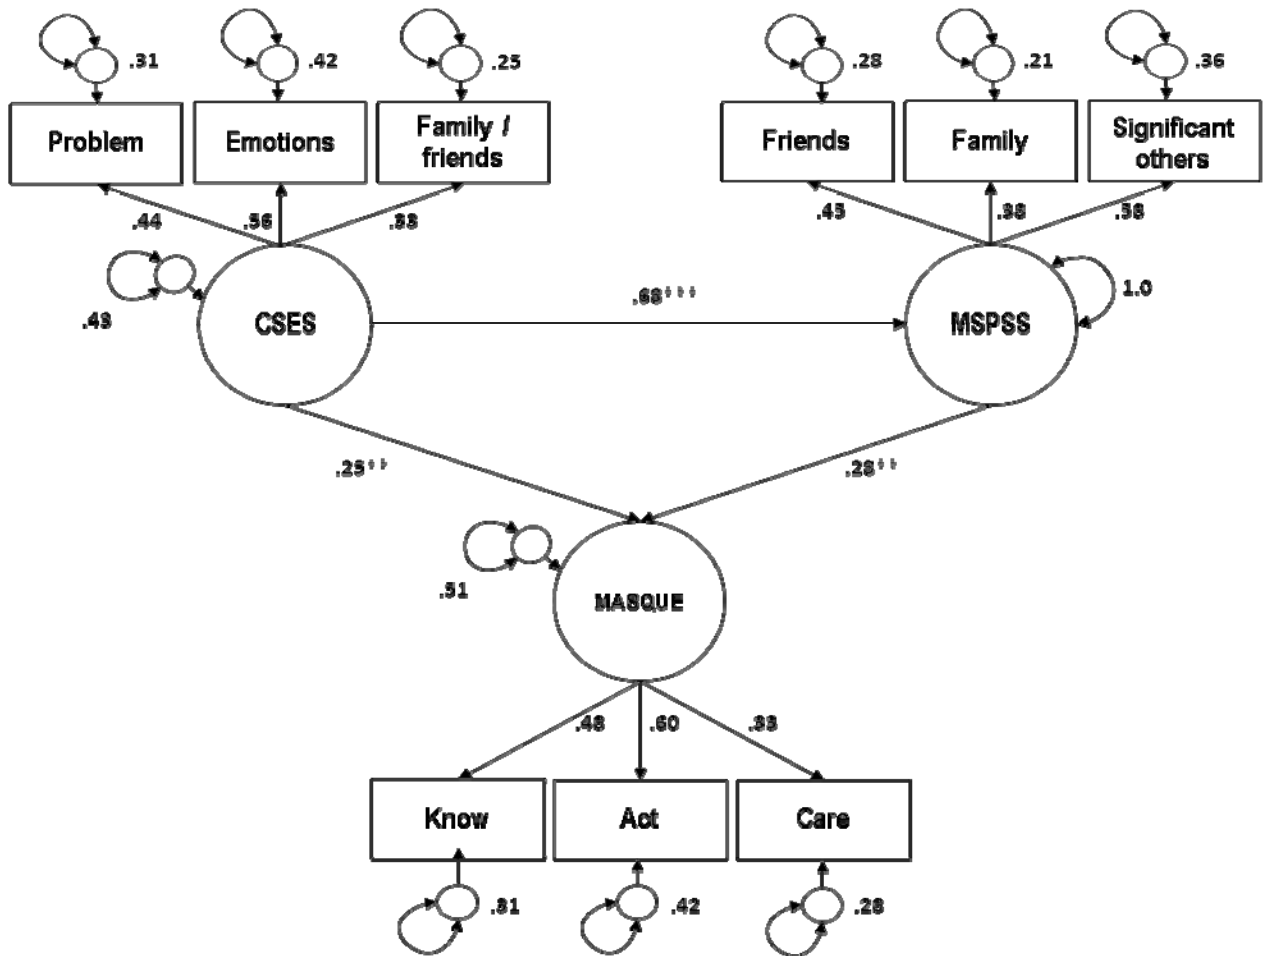 .31
.42
.25
.28
.21
.36
Problem
Emotions
Family /
friends
Friends
Family
Significant
others
.44
.56
.33
.45
.38
.58
CSES
.43
.68***
MSPSS
1.0
.25**
.28**
MASQUE
.51
.48
.60
.33
Know
Act
Care
.31
.42
.28